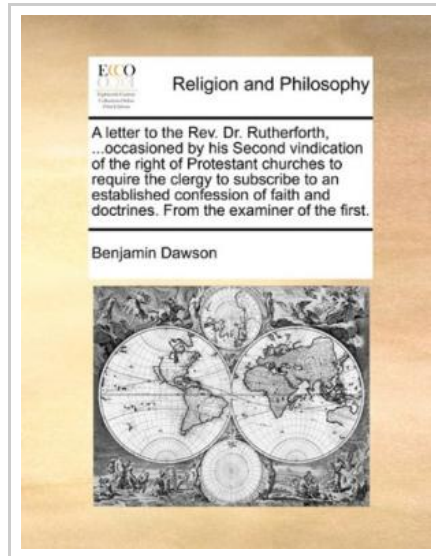 ECCO
Religion and Philosophy
A letter to the Rev. Dr. Rutherforth,
...occasioned by his Second vindication
of the right of Protestant churches to
require the clergy to subscribe to an
established confession of faith and
doctrines. From the examiner of the first.
Benjamin Dawson